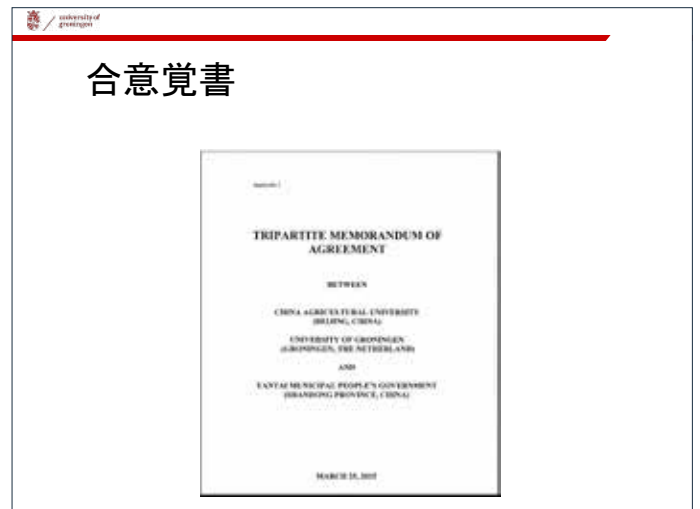 university of
groningen
合意覚書
TRIPARTITE MEMORANDUM OF
AGREEMENT
BETWEEN
CHINA AGRICULTURAL UNIVERSITY
(BEIJING, CHINA)
UNIVERSITY OF GRONINGEN
(GRONINGEN, THE NETHERLAND)
AND
YANTAI MUNICIPAL PEOPLE'S GOVERNMENT
(SHANDONG PROVINCE, CHINA)
MARCH 25, 2015